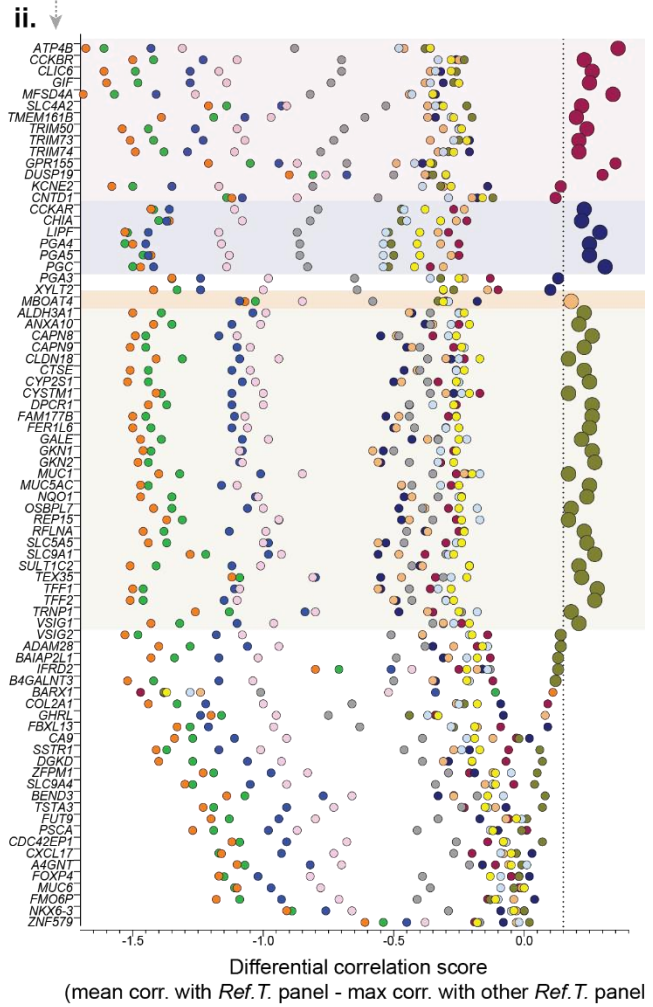 ii.
ATP4B
CCKBR
CLIC6
GIF
MFSD4A
SLC4A2
TMEM161B
TRIM50
TRIM73
TRIM74
GPR155
DUSP19
KCNE2
CNTD1
CCKAR
CHIA
LIPF
PGA4
PGA5
PGC
PGA3
XYLT2
MBOAT4
ALDH3A1
ANXA10
CAPN8
CAPN9
CLDN18
CTSE
CYP2S1
CYSTM1
DPCR1
FAM177B
FER1L6
GALE
GKN1
GKN2
MUC1
MUC5AC
NQO1
OSBPL7
REP15
RFLNA
SLC5A5
SLC9A1
SULT1C2
TEX35
TFF1
TFF2
TRNP1
VSIG1
VSIG2
ADAM28
BAIAP2L1
IFRD2
B4GALNT3
BARX1
COL2A1
GHRL
FBXL13
CA9
SSTR1
DGKD
ZFPM1
SLC9A4
BEND3
TSTA3
FUT9
PSCA
CDC42EP1
CXCL17
A4GNT
FOXP4
MUC6
FMO6P
NKX6-3
ZNF579
-1.5 -1.0 -0.5 0.0
Differential correlation score
(mean corr. with Ref.T. panel - max corr. with other Ref.T. panel